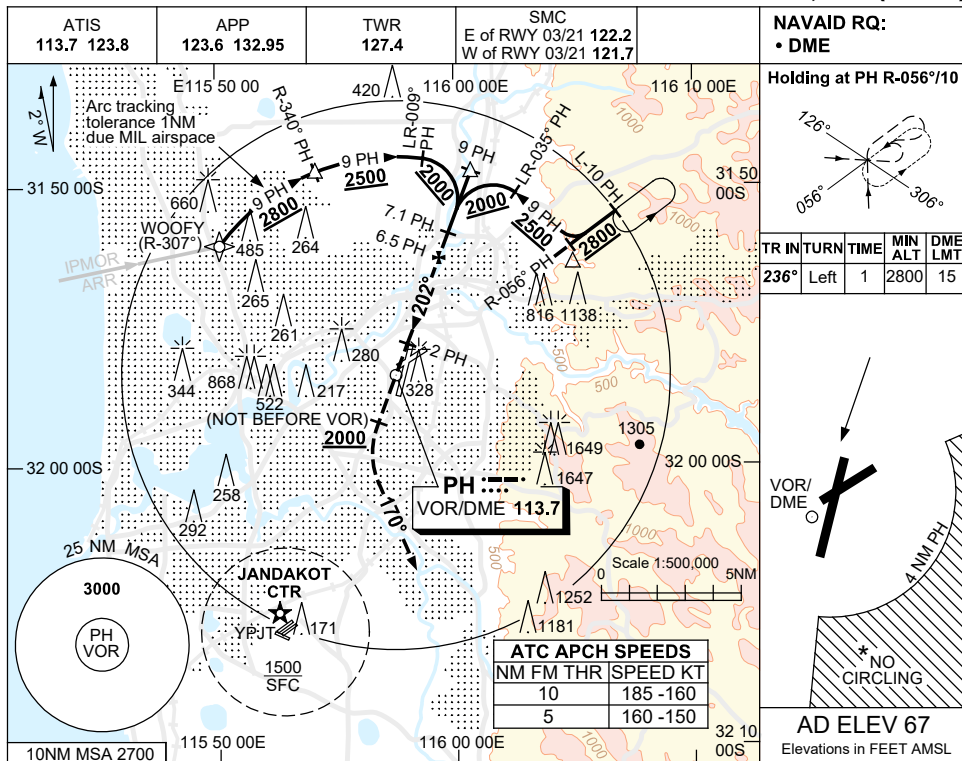 ATIS
113.7 123.8
APP
123.6 132.95
TWR
127.4
SMC
E of RWY 03/21 122.2
W of RWY 03/21 121.7
NAVAID RQ:
• DME
E115 50 00
116 00 00E
116 10 00E
2° W
Arc tracking
tolerance 1NM
due MIL airspace
R-340° PH
420
LR-009°
PH
9 PH
LR-035° PH
L-10 PH
1000
31 50 00S
31 50
00S
660
9 PH
2800
9 PH
2500
2000
2000
9 PH
2500
2800
1000
WOOFY
(R-307°)
485
264
7.1 PH
6.5 PH
IPMOR
ARR
265
261
R-056° PH
816
1138
202°
500
500
2 PH
280
344
868
522
217
328
(NOT BEFORE VOR)
2000
1305
1649
1647
32 00 00S
32 00 00S
258
292
170°
PH
VOR/DME 113.7
1000
500
25 NM MSA
3000
PH
VOR
JANDAKOT
CTR
YPJT
171
1500
SFC
Scale 1:500,000
0
5NM
1252
1181
ATC APCH SPEEDS
NM FM THR SPEED KT
10 185 -160
5 160 -150
10NM MSA 2700
115 50 00E
116 00 00E
32 10
00S
Holding at PH R-056°/10
126°
056°
306°
TR IN TURN TIME MIN ALT DME LMT
236° Left 1 2800 15
VOR/
DME
4 NM PH
* NO
CIRCLING
AD ELEV 67
Elevations in FEET AMSL